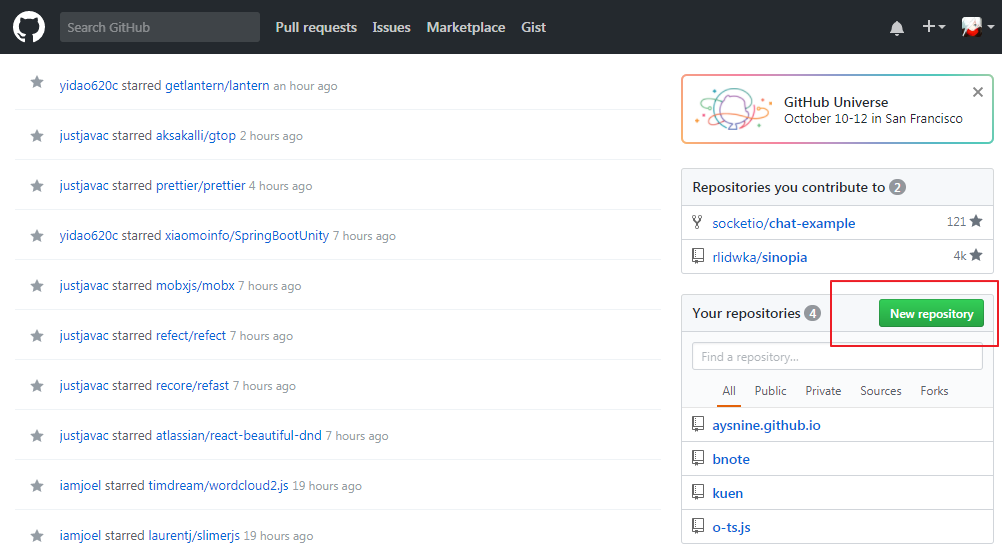 Search GitHub
Pull requests
Issues
Marketplace
Gist
yidao620c starred getlantern/lantern an hour ago
justjavac starred aksakalli/gtop 2 hours ago
justjavac starred prettier/prettier 4 hours ago
yidao620c starred xiaomoinfo/SpringBootUnity 7 hours ago
justjavac starred mobxjs/mobx 7 hours ago
justjavac starred refect/refect 7 hours ago
justjavac starred recore/refast 7 hours ago
justjavac starred atlassian/react-beautiful-dnd 7 hours ago
iamjoel starred timdream/wordcloud2.js 19 hours ago
iamjoel starred laurentj/slimerjs 19 hours ago
GitHub Universe
October 10-12 in San Francisco
Repositories you contribute to 2
socketio/chat-example 121
rlidwka/sinopia 4k
Your repositories 4
New repository
Find a repository...
All Public Private Sources Forks
aysnine.github.io
bnote
kuen
o-ts.js